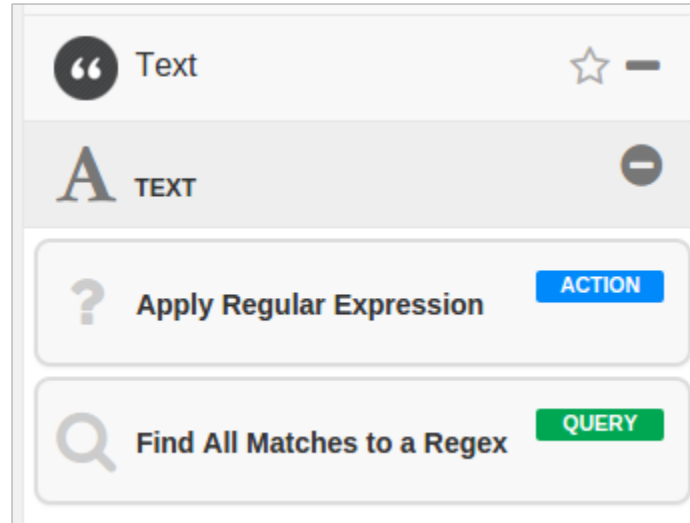 Text
TEXT
Apply Regular Expression
ACTION
Find All Matches to a Regex
QUERY